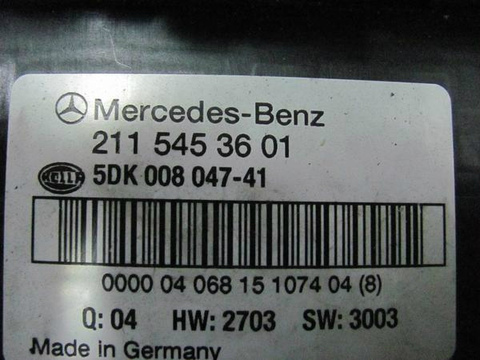 Mercedes-Benz
211 545 36 01
HELLA 5DK 008 047-41
0000 04 068 15 1074 04 (8)
Q: 04 HW: 2703 SW: 3003
Made in Germany